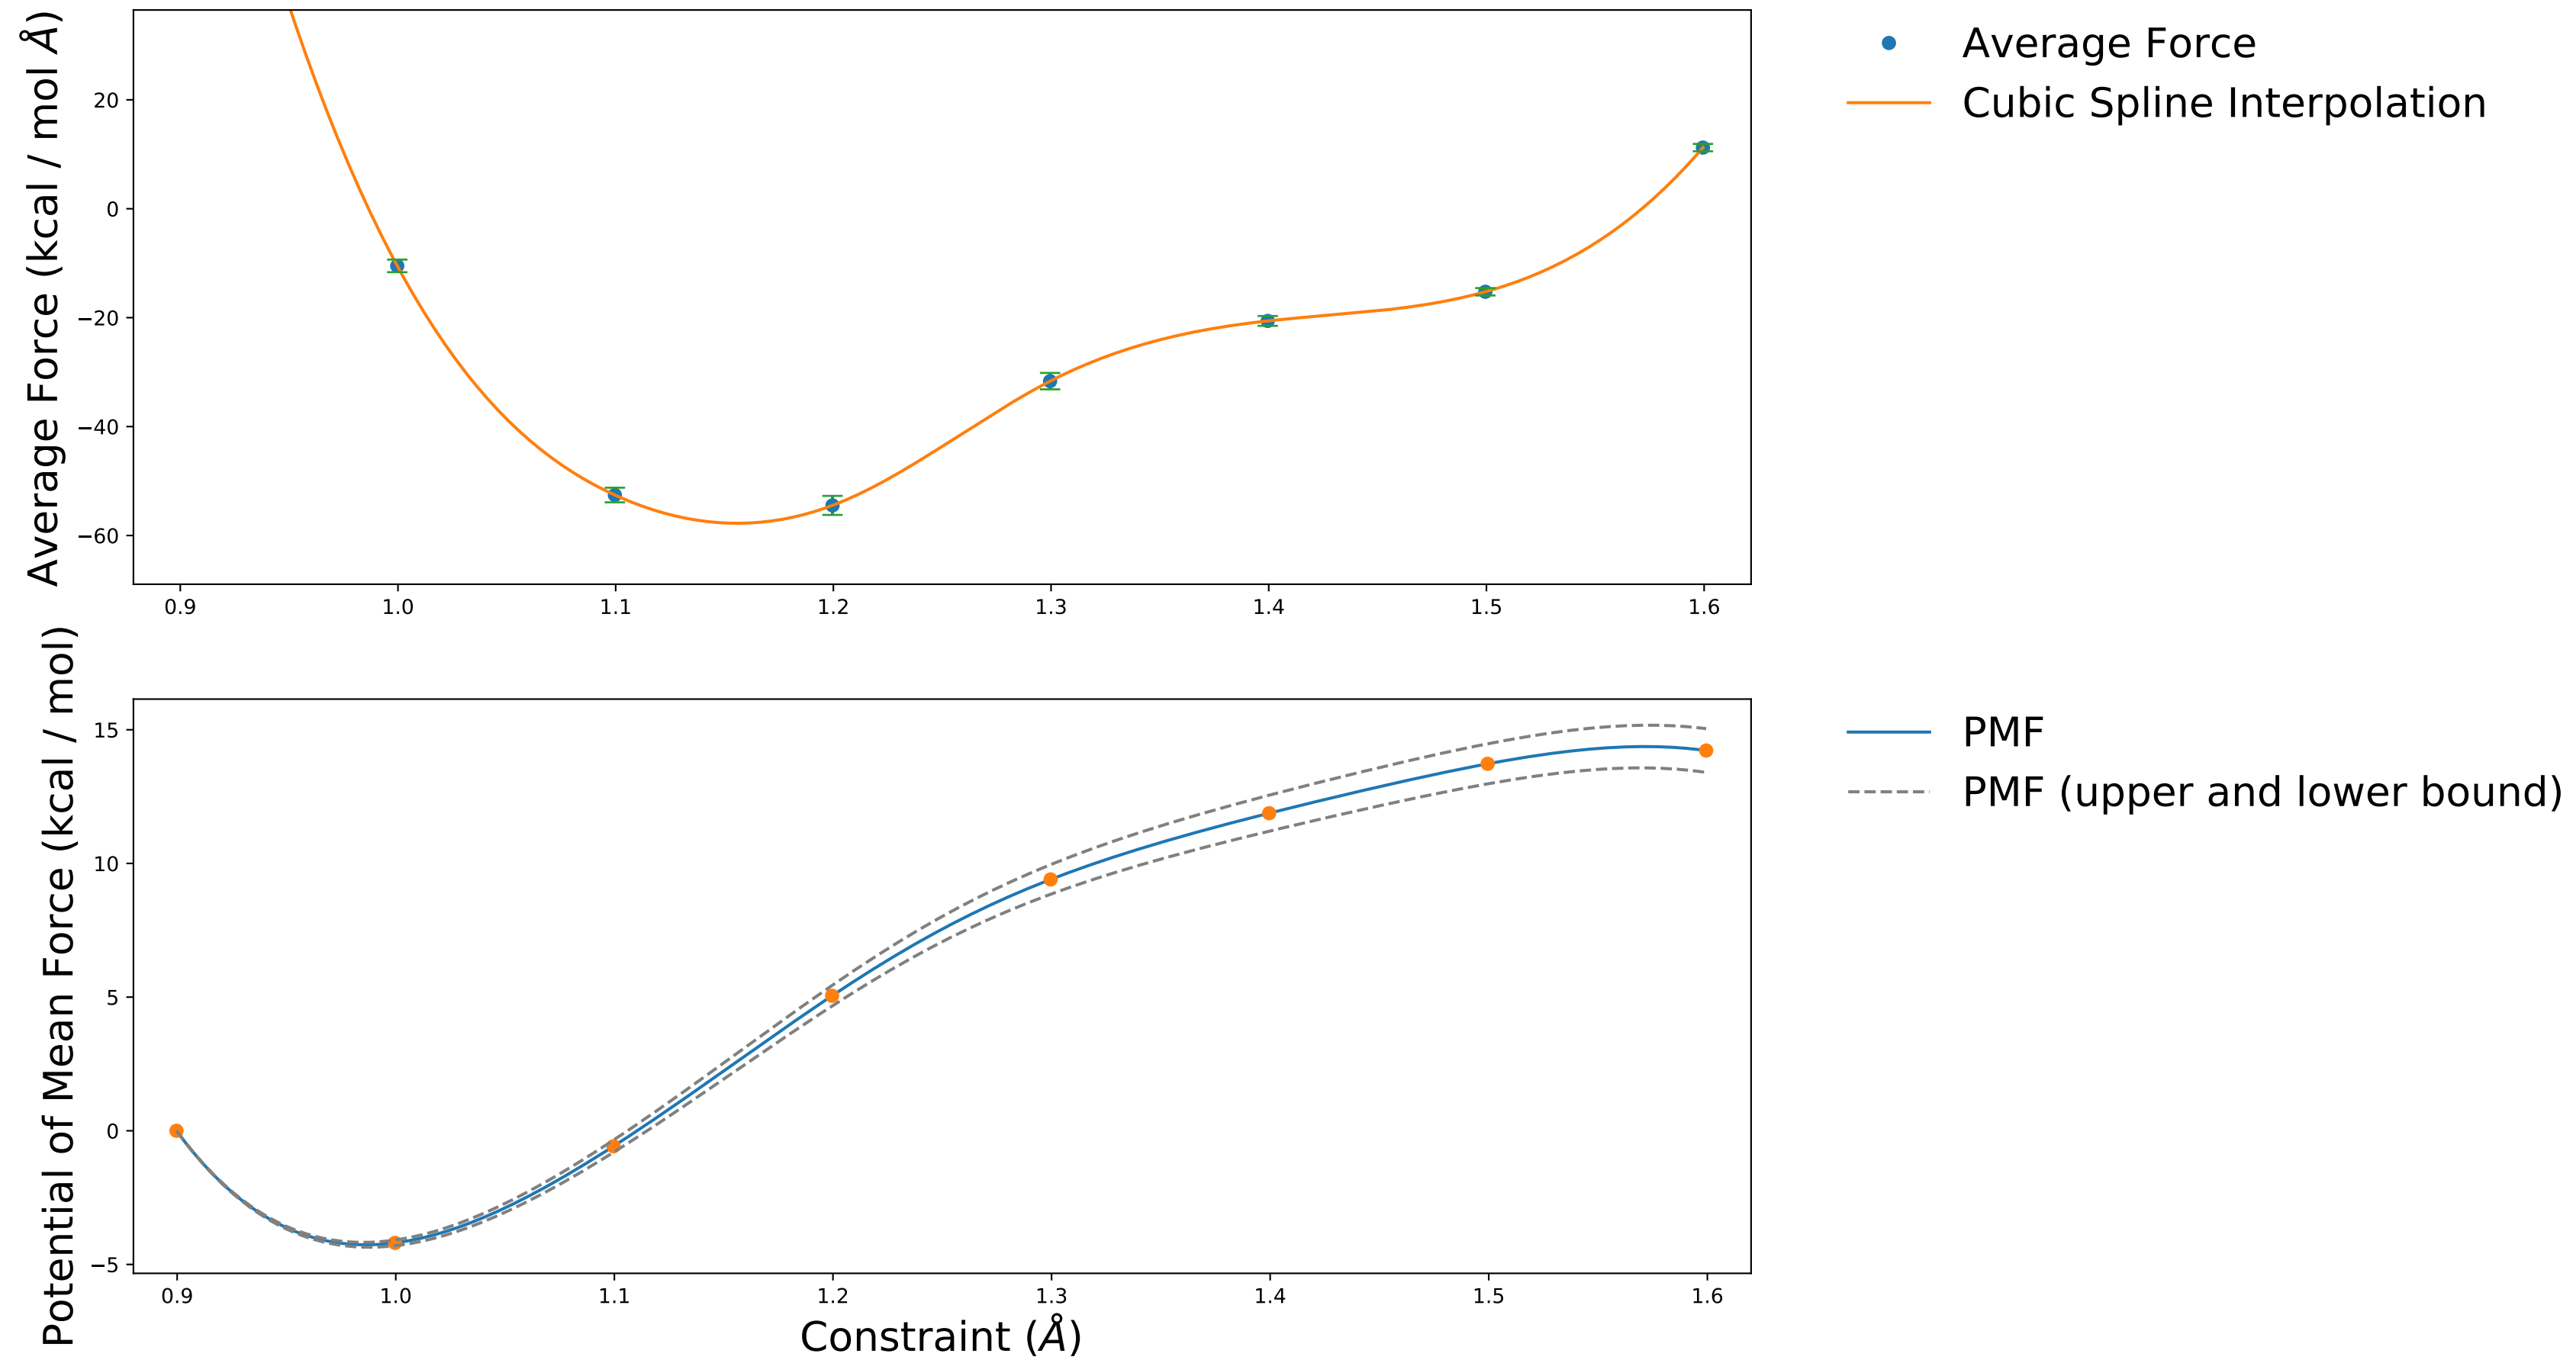 Average Force (kcal / mol Å)
20
0
−20
−40
−60
0.9 1.0 1.1 1.2 1.3 1.4 1.5 1.6
Average Force
Cubic Spline Interpolation
Potential of Mean Force (kcal / mol)
15
10
5
0
−5
0.9 1.0 1.1 1.2 1.3 1.4 1.5 1.6
Constraint (Å)
PMF
PMF (upper and lower bound)